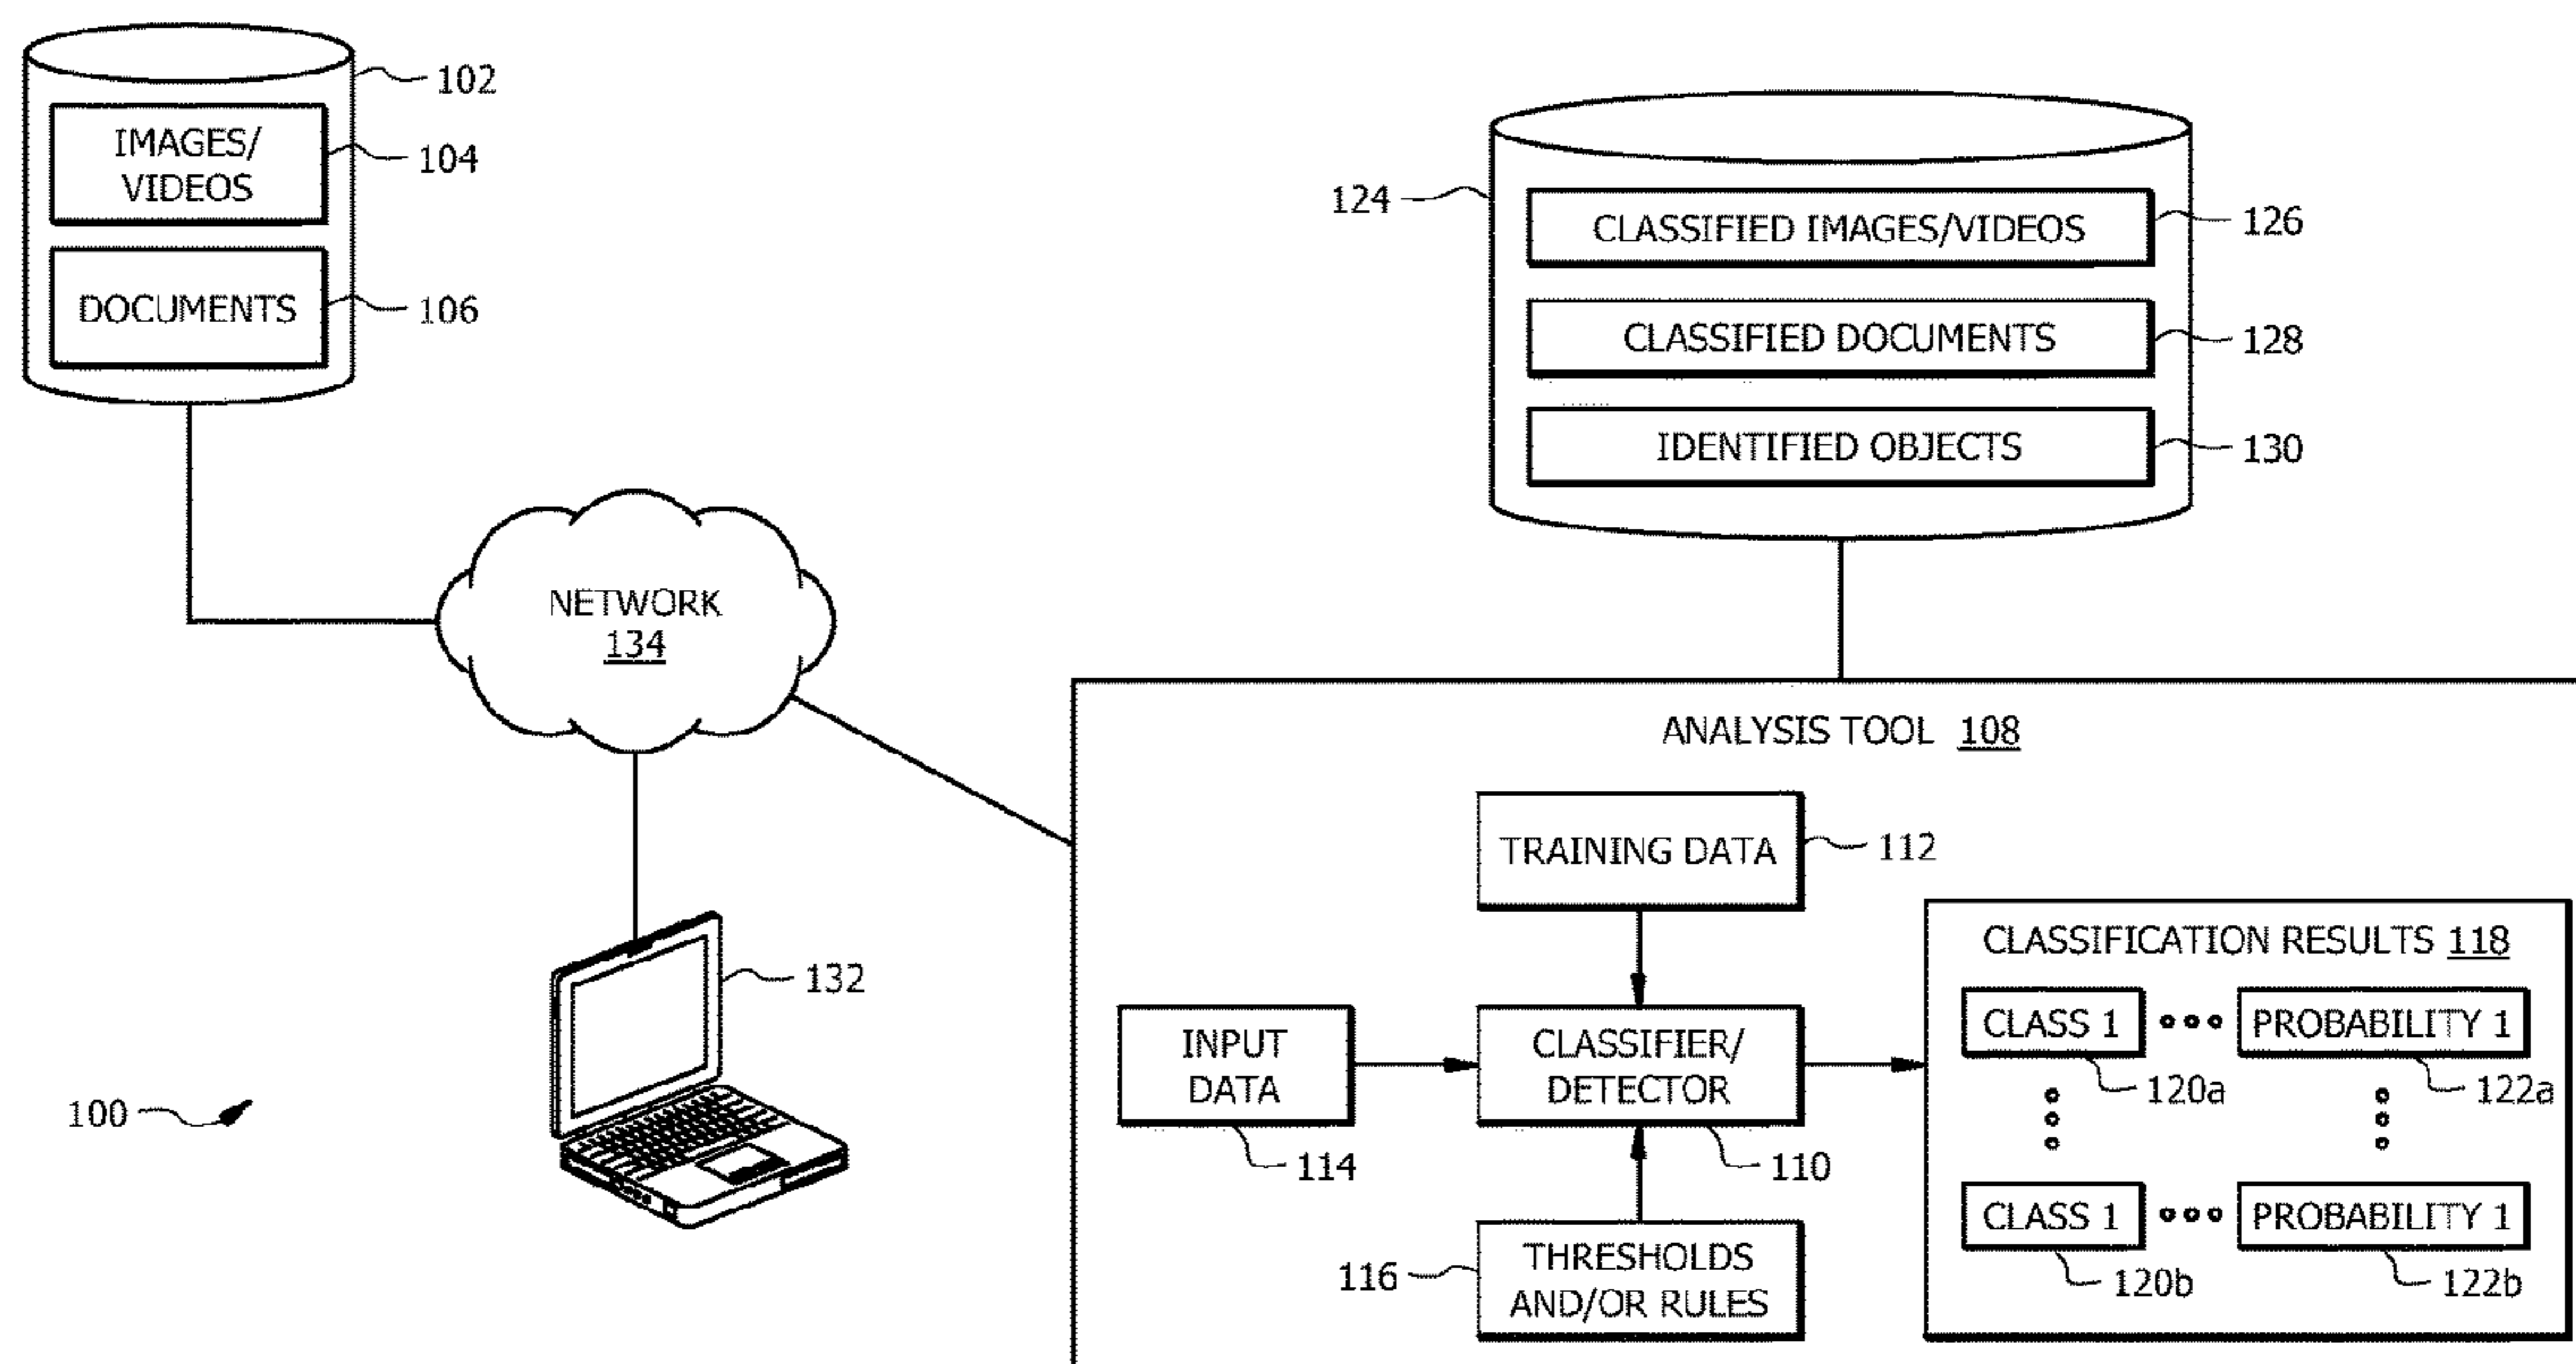 102
IMAGES/
VIDEOS
104
DOCUMENTS
106
124
CLASSIFIED IMAGES/VIDEOS
126
CLASSIFIED DOCUMENTS
128
IDENTIFIED OBJECTS
130
NETWORK
134
132
100
ANALYSIS TOOL 108
TRAINING DATA
112
INPUT
DATA
114
CLASSIFIER/
DETECTOR
110
THRESHOLDS
AND/OR RULES
116
CLASSIFICATION RESULTS 118
CLASS 1
PROBABILITY 1
120a
122a
CLASS 1
PROBABILITY 1
120b
122b